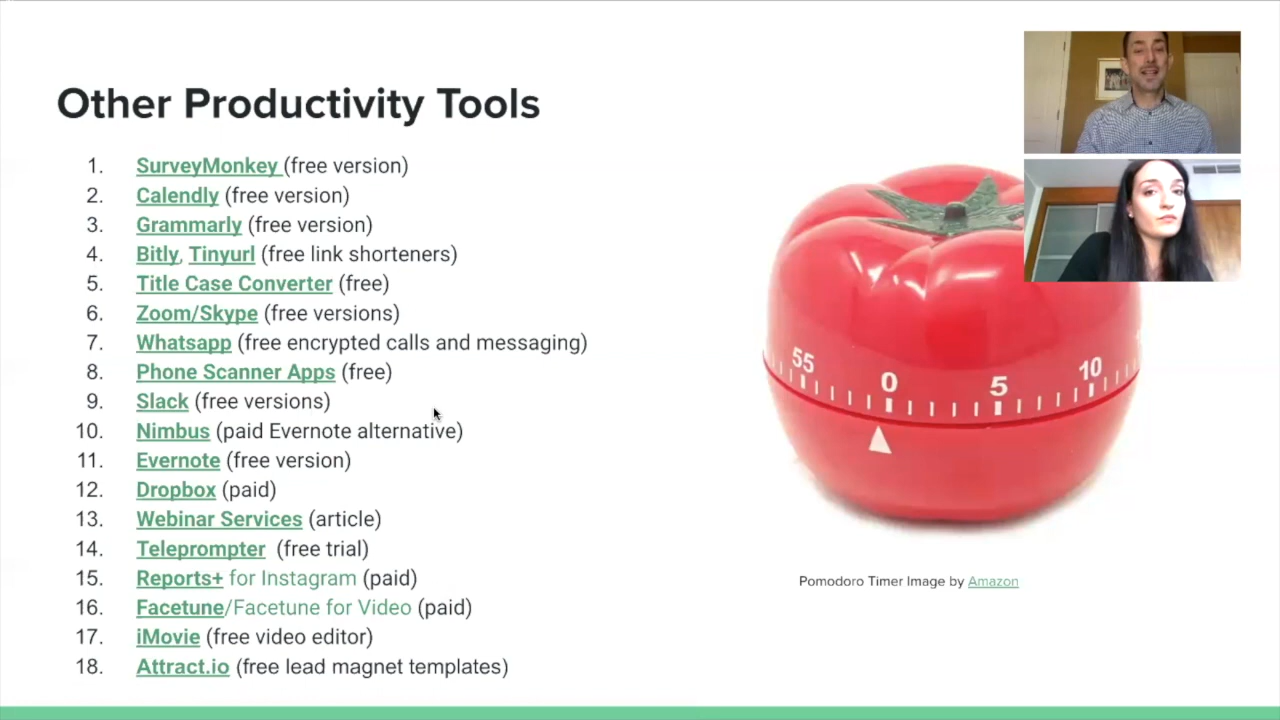 Other Productivity Tools
1. SurveyMonkey (free version)
2. Calendly (free version)
3. Grammarly (free version)
4. Bitly, Tinyurl (free link shorteners)
5. Title Case Converter (free)
6. Zoom/Skype (free versions)
7. Whatsapp (free encrypted calls and messaging)
8. Phone Scanner Apps (free)
9. Slack (free versions)
10. Nimbus (paid Evernote alternative)
11. Evernote (free version)
12. Dropbox (paid)
13. Webinar Services (article)
14. Teleprompter (free trial)
15. Reports+ for Instagram (paid)
16. Facetune/Facetune for Video (paid)
17. iMovie (free video editor)
18. Attract.io (free lead magnet templates)
55 0 5 10
Pomodoro Timer Image by Amazon